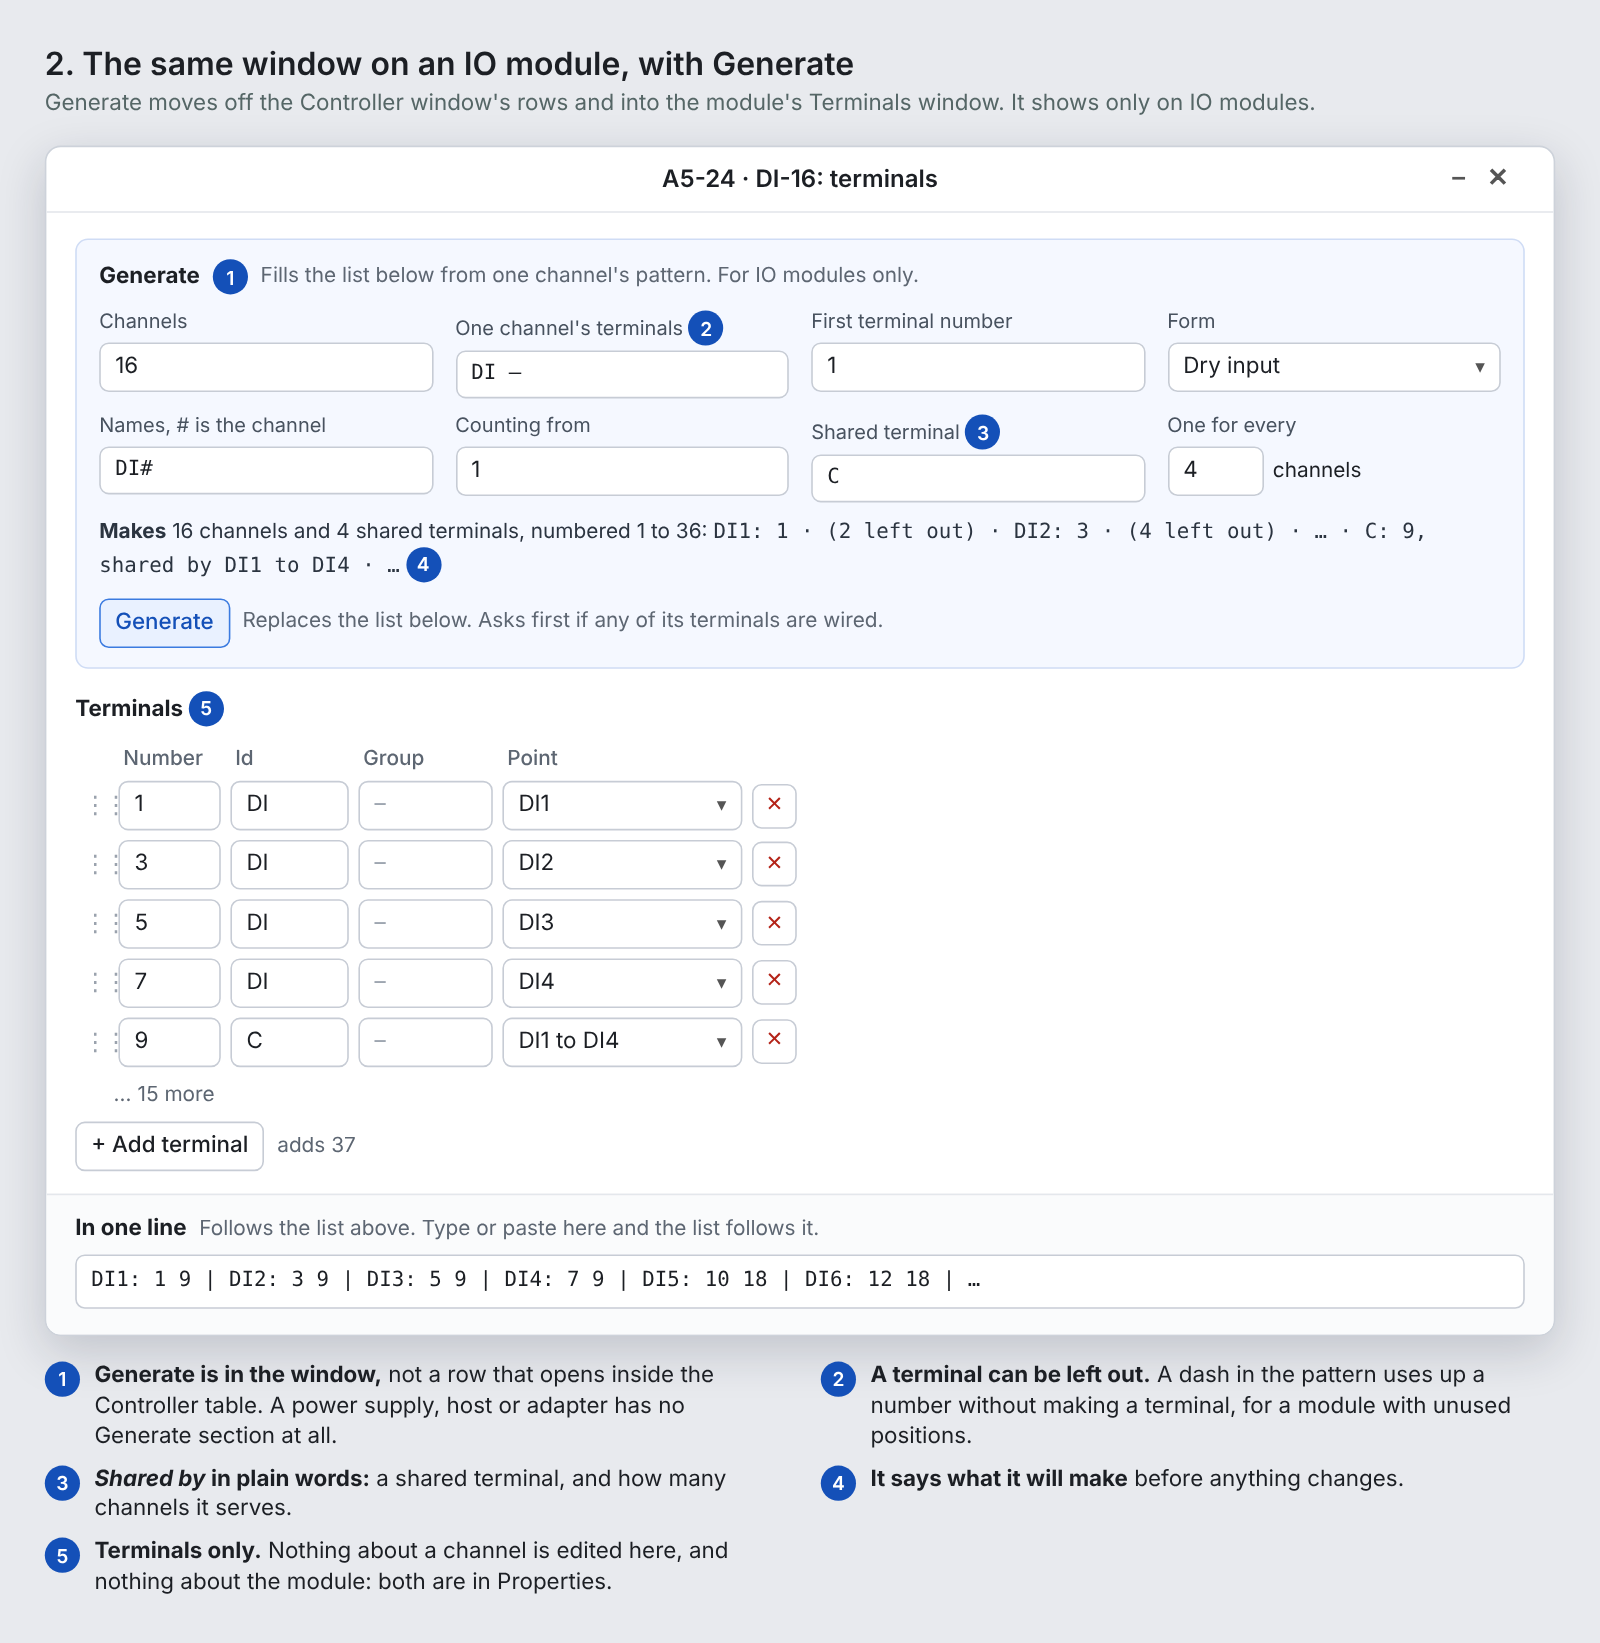 2. The same window on an IO module, with Generate
Generate moves off the Controller window's rows and into the module's Terminals window. It shows only on IO modules.
A5-24 · DI-16: terminals
– ✕
Generate 1 Fills the list below from one channel's pattern. For IO modules only.
Channels One channel's terminals 2 First terminal number Form
16 DI – 1 Dry input ▾
Names, # is the channel Counting from Shared terminal 3 One for every
DI# 1 C 4 channels
Makes 16 channels and 4 shared terminals, numbered 1 to 36: DI1: 1 · (2 left out) · DI2: 3 · (4 left out) · … · C: 9,
shared by DI1 to DI4 · … 4
Generate Replaces the list below. Asks first if any of its terminals are wired.
Terminals 5
Number Id Group Point
1 DI – DI1 ▾ ✕
3 DI – DI2 ▾ ✕
5 DI – DI3 ▾ ✕
7 DI – DI4 ▾ ✕
9 C – DI1 to DI4 ▾ ✕
… 15 more
+ Add terminal adds 37
In one line Follows the list above. Type or paste here and the list follows it.
DI1: 1 9 | DI2: 3 9 | DI3: 5 9 | DI4: 7 9 | DI5: 10 18 | DI6: 12 18 | …
1 Generate is in the window, not a row that opens inside the
Controller table. A power supply, host or adapter has no
Generate section at all.
2 A terminal can be left out. A dash in the pattern uses up a
number without making a terminal, for a module with unused
positions.
3 Shared by in plain words: a shared terminal, and how many
channels it serves.
4 It says what it will make before anything changes.
5 Terminals only. Nothing about a channel is edited here, and
nothing about the module: both are in Properties.